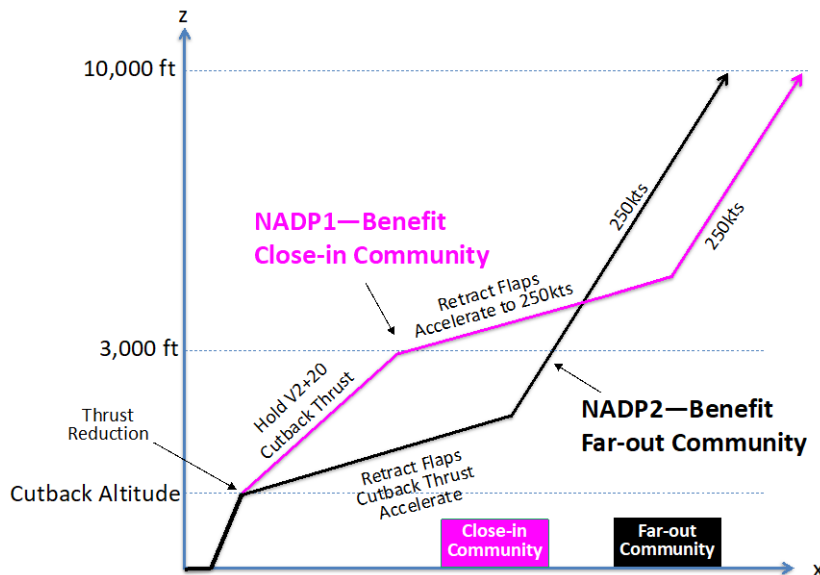 z
10,000 ft
250kts
250kts
NADP1—Benefit
Close-in Community
Retract Flaps
Accelerate to 250kts
3,000 ft
Hold V2+20
Cutback Thrust
NADP2—Benefit
Far-out Community
Thrust
Reduction
Retract Flaps
Cutback Thrust
Accelerate
Cutback Altitude
Close-in
Community
Far-out
Community
x